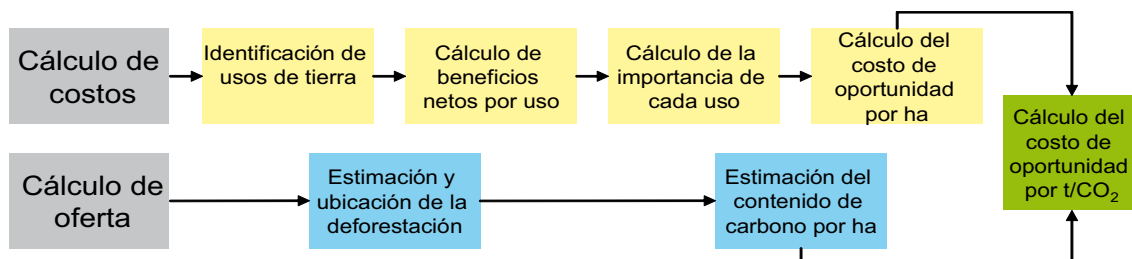 Cálculo de
costos
Identificación de
usos de tierra
Cálculo de
beneficios
netos por uso
Cálculo de la
importancia de
cada uso
Cálculo del
costo de
oportunidad
por ha
Cálculo del
costo de
oportunidad
por t/CO₂
Cálculo de
oferta
Estimación y
ubicación de la
deforestación
Estimación del
contenido de
carbono por ha